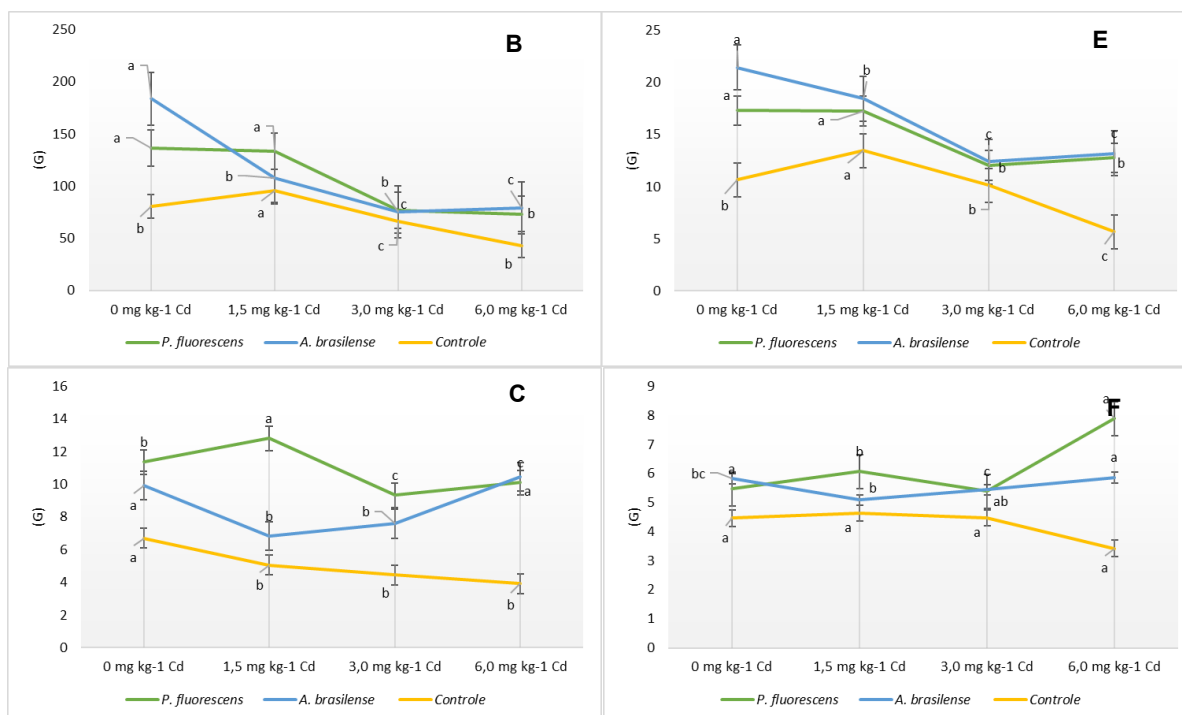 B
250
a
200
a
a
150
b
b
c
(G)
100
c
b
50
b
a
c
b
0
0 mg kg-1 Cd 1,5 mg kg-1 Cd 3,0 mg kg-1 Cd 6,0 mg kg-1 Cd
P. fluorescens A. brasilense Controle
E
25
a
b
20
a
a
c
c
15
b
b
(G)
10
b
a
b
5
c
0
0 mg kg-1 Cd 1,5 mg kg-1 Cd 3,0 mg kg-1 Cd 6,0 mg kg-1 Cd
P. fluorescens A. brasilense Controle
C
16
14
a
b
12
c
c
10
a
a
b
b
8
(G)
6
a
b
4
b
b
2
0
0 mg kg-1 Cd 1,5 mg kg-1 Cd 3,0 mg kg-1 Cd 6,0 mg kg-1 Cd
P. fluorescens A. brasilense Controle
F
9
a
8
b
7
a
bc
a
c
6
b
ab
5
(G)
4
a
a
a
3
a
2
1
0
0 mg kg-1 Cd 1,5 mg kg-1 Cd 3,0 mg kg-1 Cd 6,0 mg kg-1 Cd
P. fluorescens A. brasilense Controle